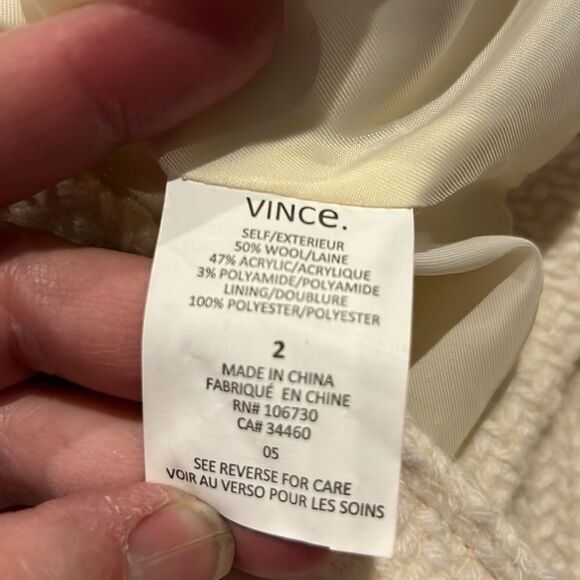 VINCe.
SELF/EXTERIEUR
50% WOOL/LAINE
47% ACRYLIC/ACRYLIQUE
3% POLYAMIDE/POLYAMIDE
LINING/DOUBLURE
100% POLYESTER/POLYESTER
2
MADE IN CHINA
FABRIQUÉ EN CHINE
RN# 106730
CA# 34460
05
SEE REVERSE FOR CARE
VOIR AU VERSO POUR LES SOINS